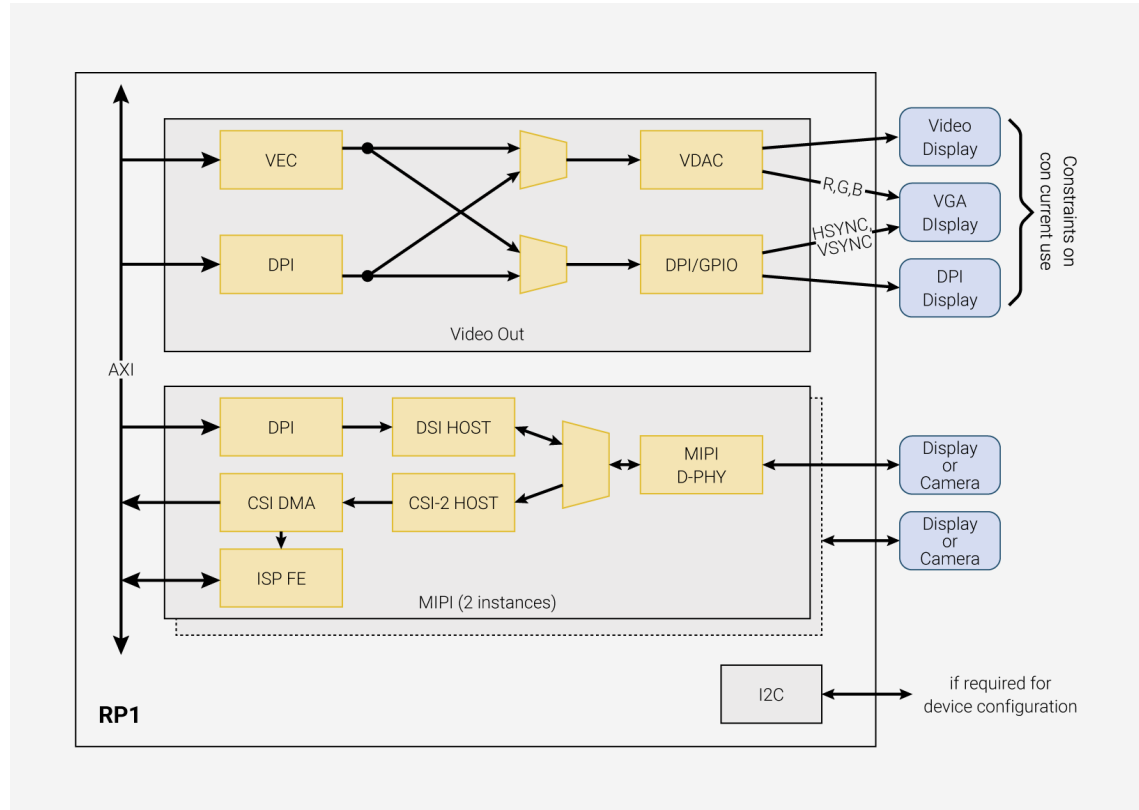 VEC
VDAC
Video
Display
R,G,B
VGA
DIsplay
HSYNC,
VSYNC
DPI
DPI/GPIO
DPI
Display
Constraints on
con current use
Video Out
AXI
DPI
DSI HOST
MIPI
D-PHY
Display
or
Camera
CSI DMA
CSI-2 HOST
Display
or
Camera
ISP FE
MIPI (2 instances)
I2C
if required for
device configuration
RP1